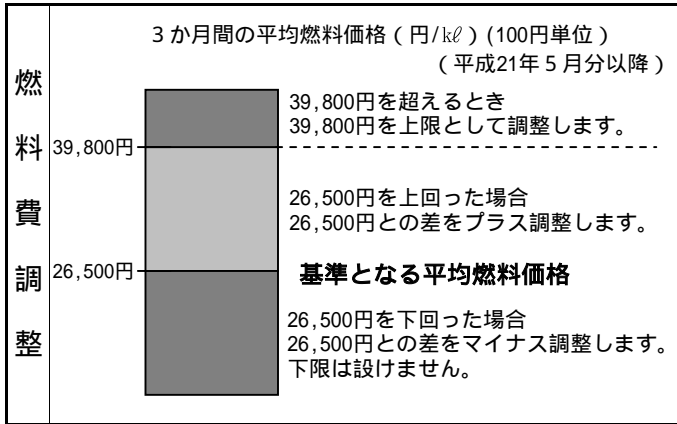 燃料費調整
3か月間の平均燃料価格(円/kℓ)(100円単位)
(平成21年5月分以降)
39,800円を超えるとき
39,800円を上限として調整します。
39,800円
26,500円を上回った場合
26,500円との差をプラス調整します。
26,500円
基準となる平均燃料価格
26,500円を下回った場合
26,500円との差をマイナス調整します。
下限は設けません。